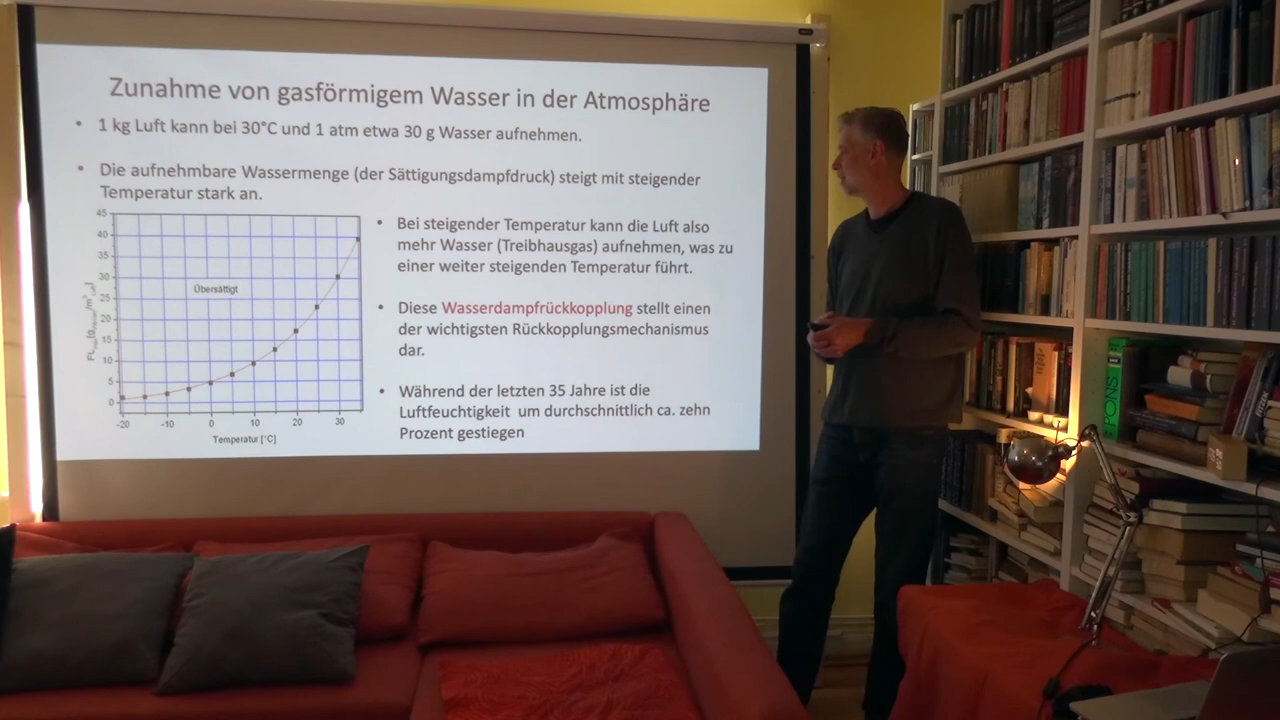 Zunahme von gasförmigem Wasser in der Atmosphäre
• 1 kg Luft kann bei 30°C und 1 atm etwa 30 g Wasser aufnehmen.
• Die aufnehmbare Wassermenge (der Sättigungsdampfdruck) steigt mit steigender
Temperatur stark an.
45
40
35
30
25
20
15
10
5
0
Übersättigt
-20 -10 0 10 20 30
Temperatur [°C]
• Bei steigender Temperatur kann die Luft also
mehr Wasser (Treibhausgas) aufnehmen, was zu
einer weiter steigenden Temperatur führt.
• Diese Wasserdampfrückkopplung stellt einen
der wichtigsten Rückkopplungsmechanismus
dar.
• Während der letzten 35 Jahre ist die
Luftfeuchtigkeit um durchschnittlich ca. zehn
Prozent gestiegen
PONS